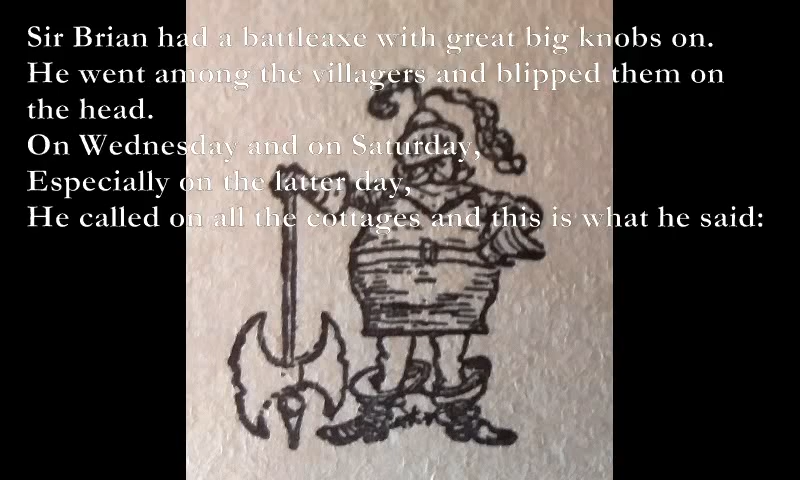 Sir Brian had a battleaxe with great big knobs on.
He went among the villagers and blipped them on
the head.
On Wednesday and on Saturday,
Especially on the latter day,
He called on all the cottages and this is what he said: